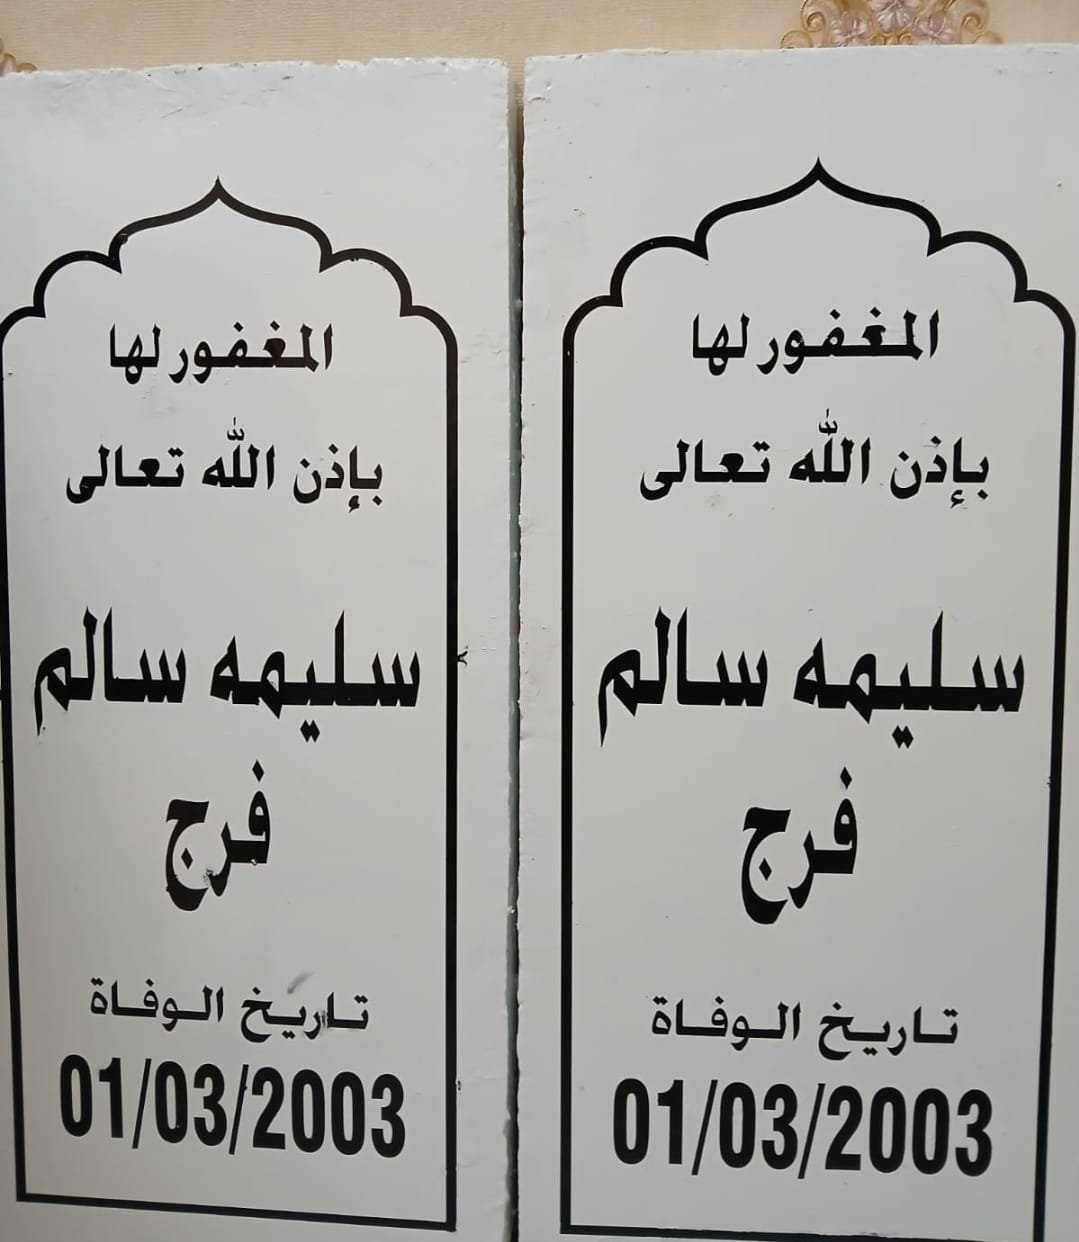 المغفور لها
بإذن الله تعالى
سليمه سالم
فرج
تاريخ الوفاة
01/03/2003
المغفور لها
بإذن الله تعالى
سليمه سالم
فرج
تاريخ الوفاة
01/03/2003